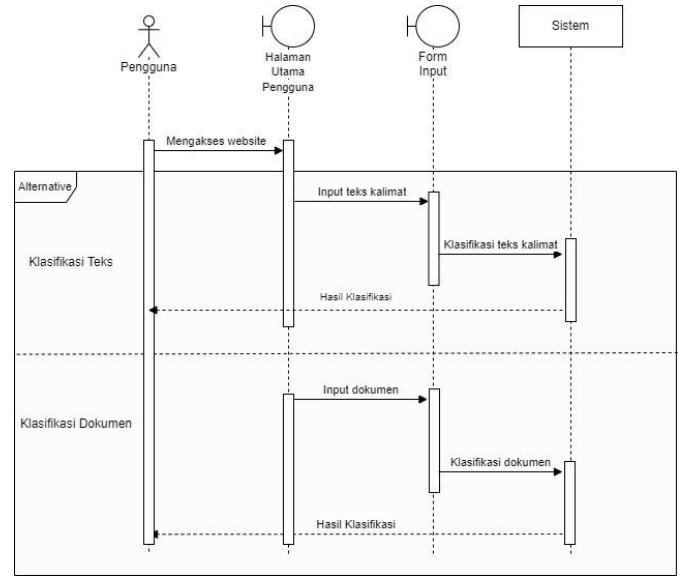 Pengguna
Halaman
Utama
Pengguna
Form
Input
Sistem
Mengakses website
Alternative
Input teks kalimat
Klasifikasi teks kalimat
Klasifikasi Teks
Hasil Klasifikasi
Input dokumen
Klasifikasi Dokumen
Klasifikasi dokumen
Hasil Klasifikasi